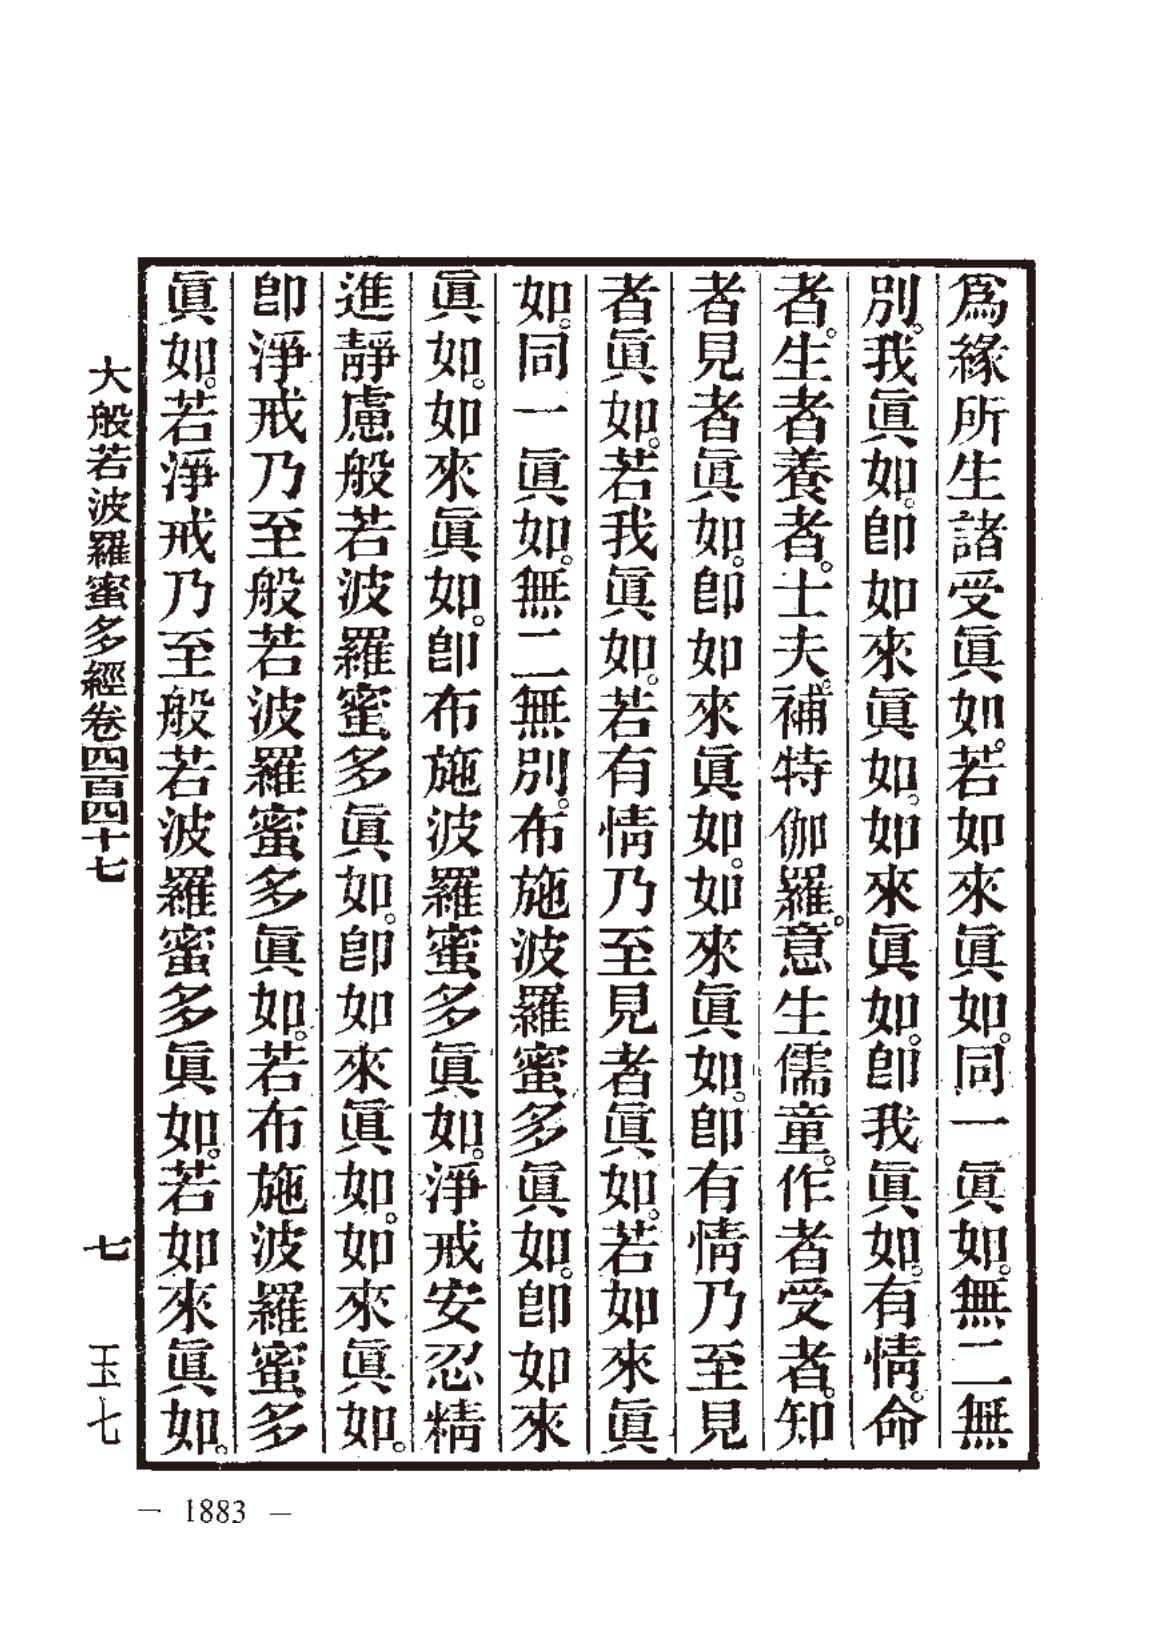 爲緣所生諸受眞如。若如來眞如。同一眞如。無二無
別。我眞如。卽如來眞如。如來眞如。卽我眞如。有情。命
者。生者養者。士夫。補特伽羅。意生儒童。作者受者。知
者見者眞如。卽如來眞如。如來眞如。卽有情乃至見
者眞如。若我眞如。若有情乃至見者眞如。若如來眞
如。同一眞如。無二無別。布施波羅蜜多眞如。卽如來
眞如。如來眞如。卽布施波羅蜜多眞如。淨戒安忍精
進靜慮般若波羅蜜多眞如。卽如來眞如。如來眞如。
卽淨戒乃至般若波羅蜜多眞如。若布施波羅蜜多
眞如。若淨戒乃至般若波羅蜜多眞如。若如來眞如。
大般若波羅蜜多經卷四百四十七 七 玉七
— 1883 —